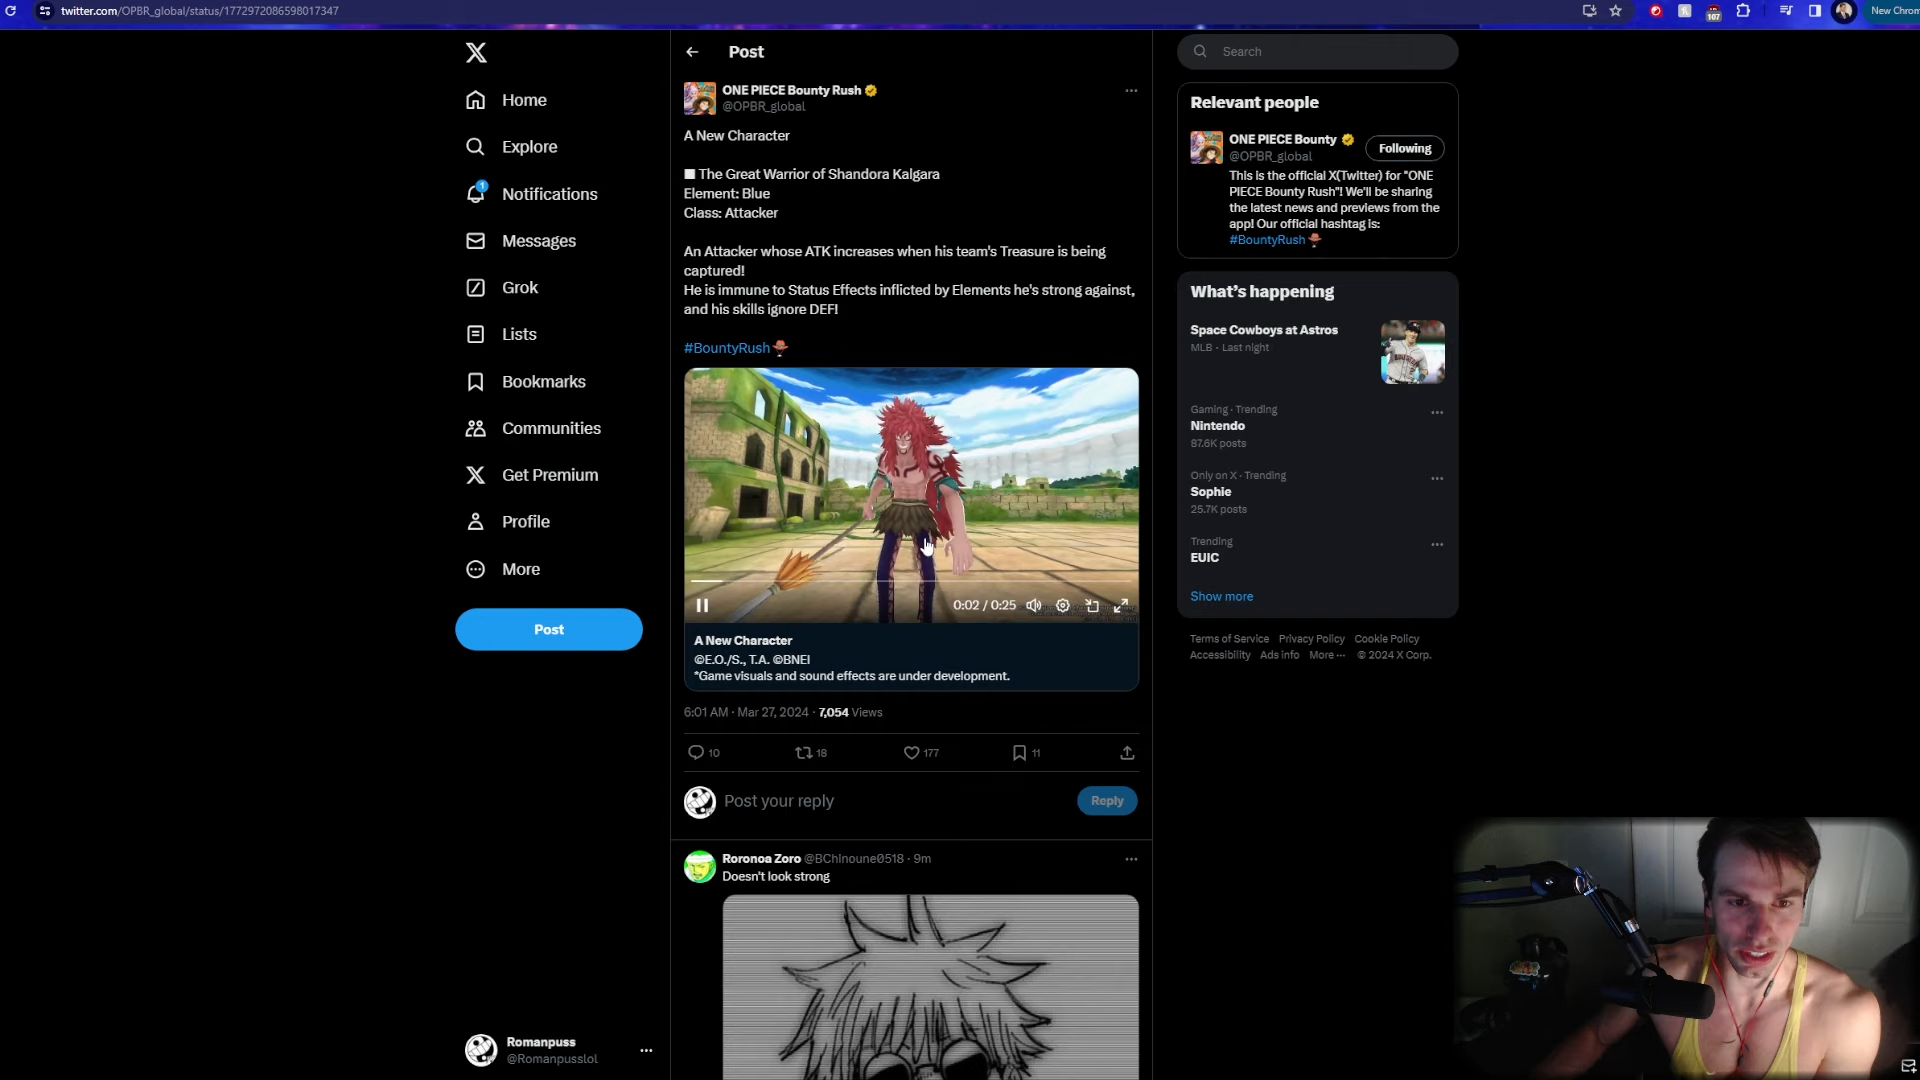 twitter.com/OPBR_global/status/1772972086598017347
107
New Chrom
Home
Explore
1
Notifications
Messages
Grok
Lists
Bookmarks
Communities
Get Premium
Profile
More
Post
Romanpuss
@Romanpusslol
Post
ONE PIECE Bounty Rush
@OPBR_global
A New Character
■ The Great Warrior of Shandora Kalgara
Element: Blue
Class: Attacker
An Attacker whose ATK increases when his team's Treasure is being
captured!
He is immune to Status Effects inflicted by Elements he's strong against,
and his skills ignore DEF!
#BountyRush
0:02 / 0:25
A New Character
©E.O./S., T.A. ©BNEI
*Game visuals and sound effects are under development.
6:01 AM · Mar 27, 2024 · 7,054 Views
10
18
177
11
Post your reply
Reply
Roronoa Zoro @BChinoune0518 · 9m
Doesn't look strong
Search
Relevant people
ONE PIECE Bounty
@OPBR_global
Following
This is the official X(Twitter) for "ONE
PIECE Bounty Rush"! We'll be sharing
the latest news and previews from the
app! Our official hashtag is:
#BountyRush
What's happening
Space Cowboys at Astros
MLB · Last night
Gaming · Trending
Nintendo
87.6K posts
Only on X · Trending
Sophie
25.7K posts
Trending
EUIC
Show more
Terms of Service Privacy Policy Cookie Policy
Accessibility Ads info More ··· © 2024 X Corp.